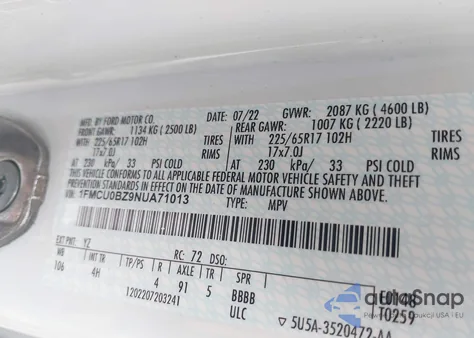 MFD. BY FORD MOTOR CO.
07/22 GVWR: 2087 KG ( 4600 LB)
FRONT GAWR: 1134 KG ( 2500 LB) REAR GAWR: 1007 KG ( 2220 LB)
WITH 225/65R17 102H TIRES WITH 225/65R17 102H TIRES
17x7.0J RIMS 17x7.0J RIMS
AT 230 kPa/ 33 PSI COLD AT 230 kPa/ 33 PSI COLD
THIS VEHICLE CONFORMS TO ALL APPLICABLE FEDERAL MOTOR VEHICLE SAFETY AND THEFT PREVENTION
STANDARDS IN EFFECT ON THE DATE OF MANUFACTURE SHOWN ABOVE.
VIN: 1FMCU0BZ9NUA71013
TYPE: MPV
EXT PNT: YZ RC: 72 DSO:
WB INT TR TP/PS R AXLE TR SPR
106 4H 4 91 5 BBBB
ULC
1202207203241
T0259
5U5A-3520472-AA
autoSnap